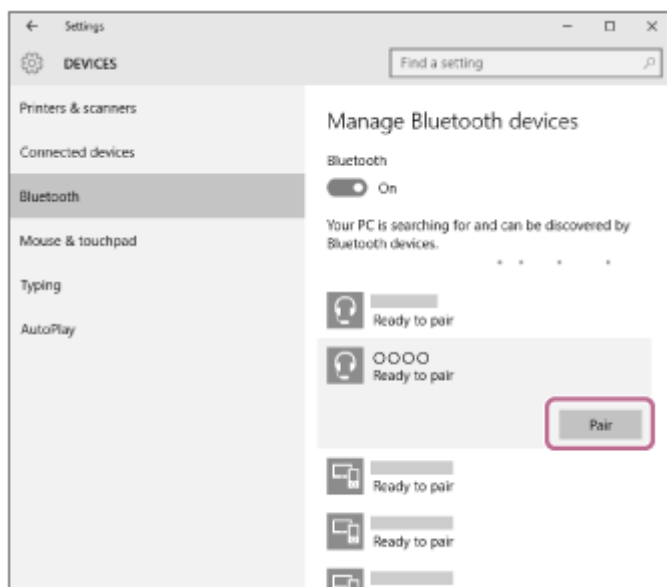 Settings
DEVICES
Find a setting
Printers & scanners
Connected devices
Bluetooth
Mouse & touchpad
Typing
AutoPlay
Manage Bluetooth devices
Bluetooth
On
Your PC is searching for and can be discovered by
Bluetooth devices.
Ready to pair
OOOO
Ready to pair
Pair
Ready to pair
Ready to pair